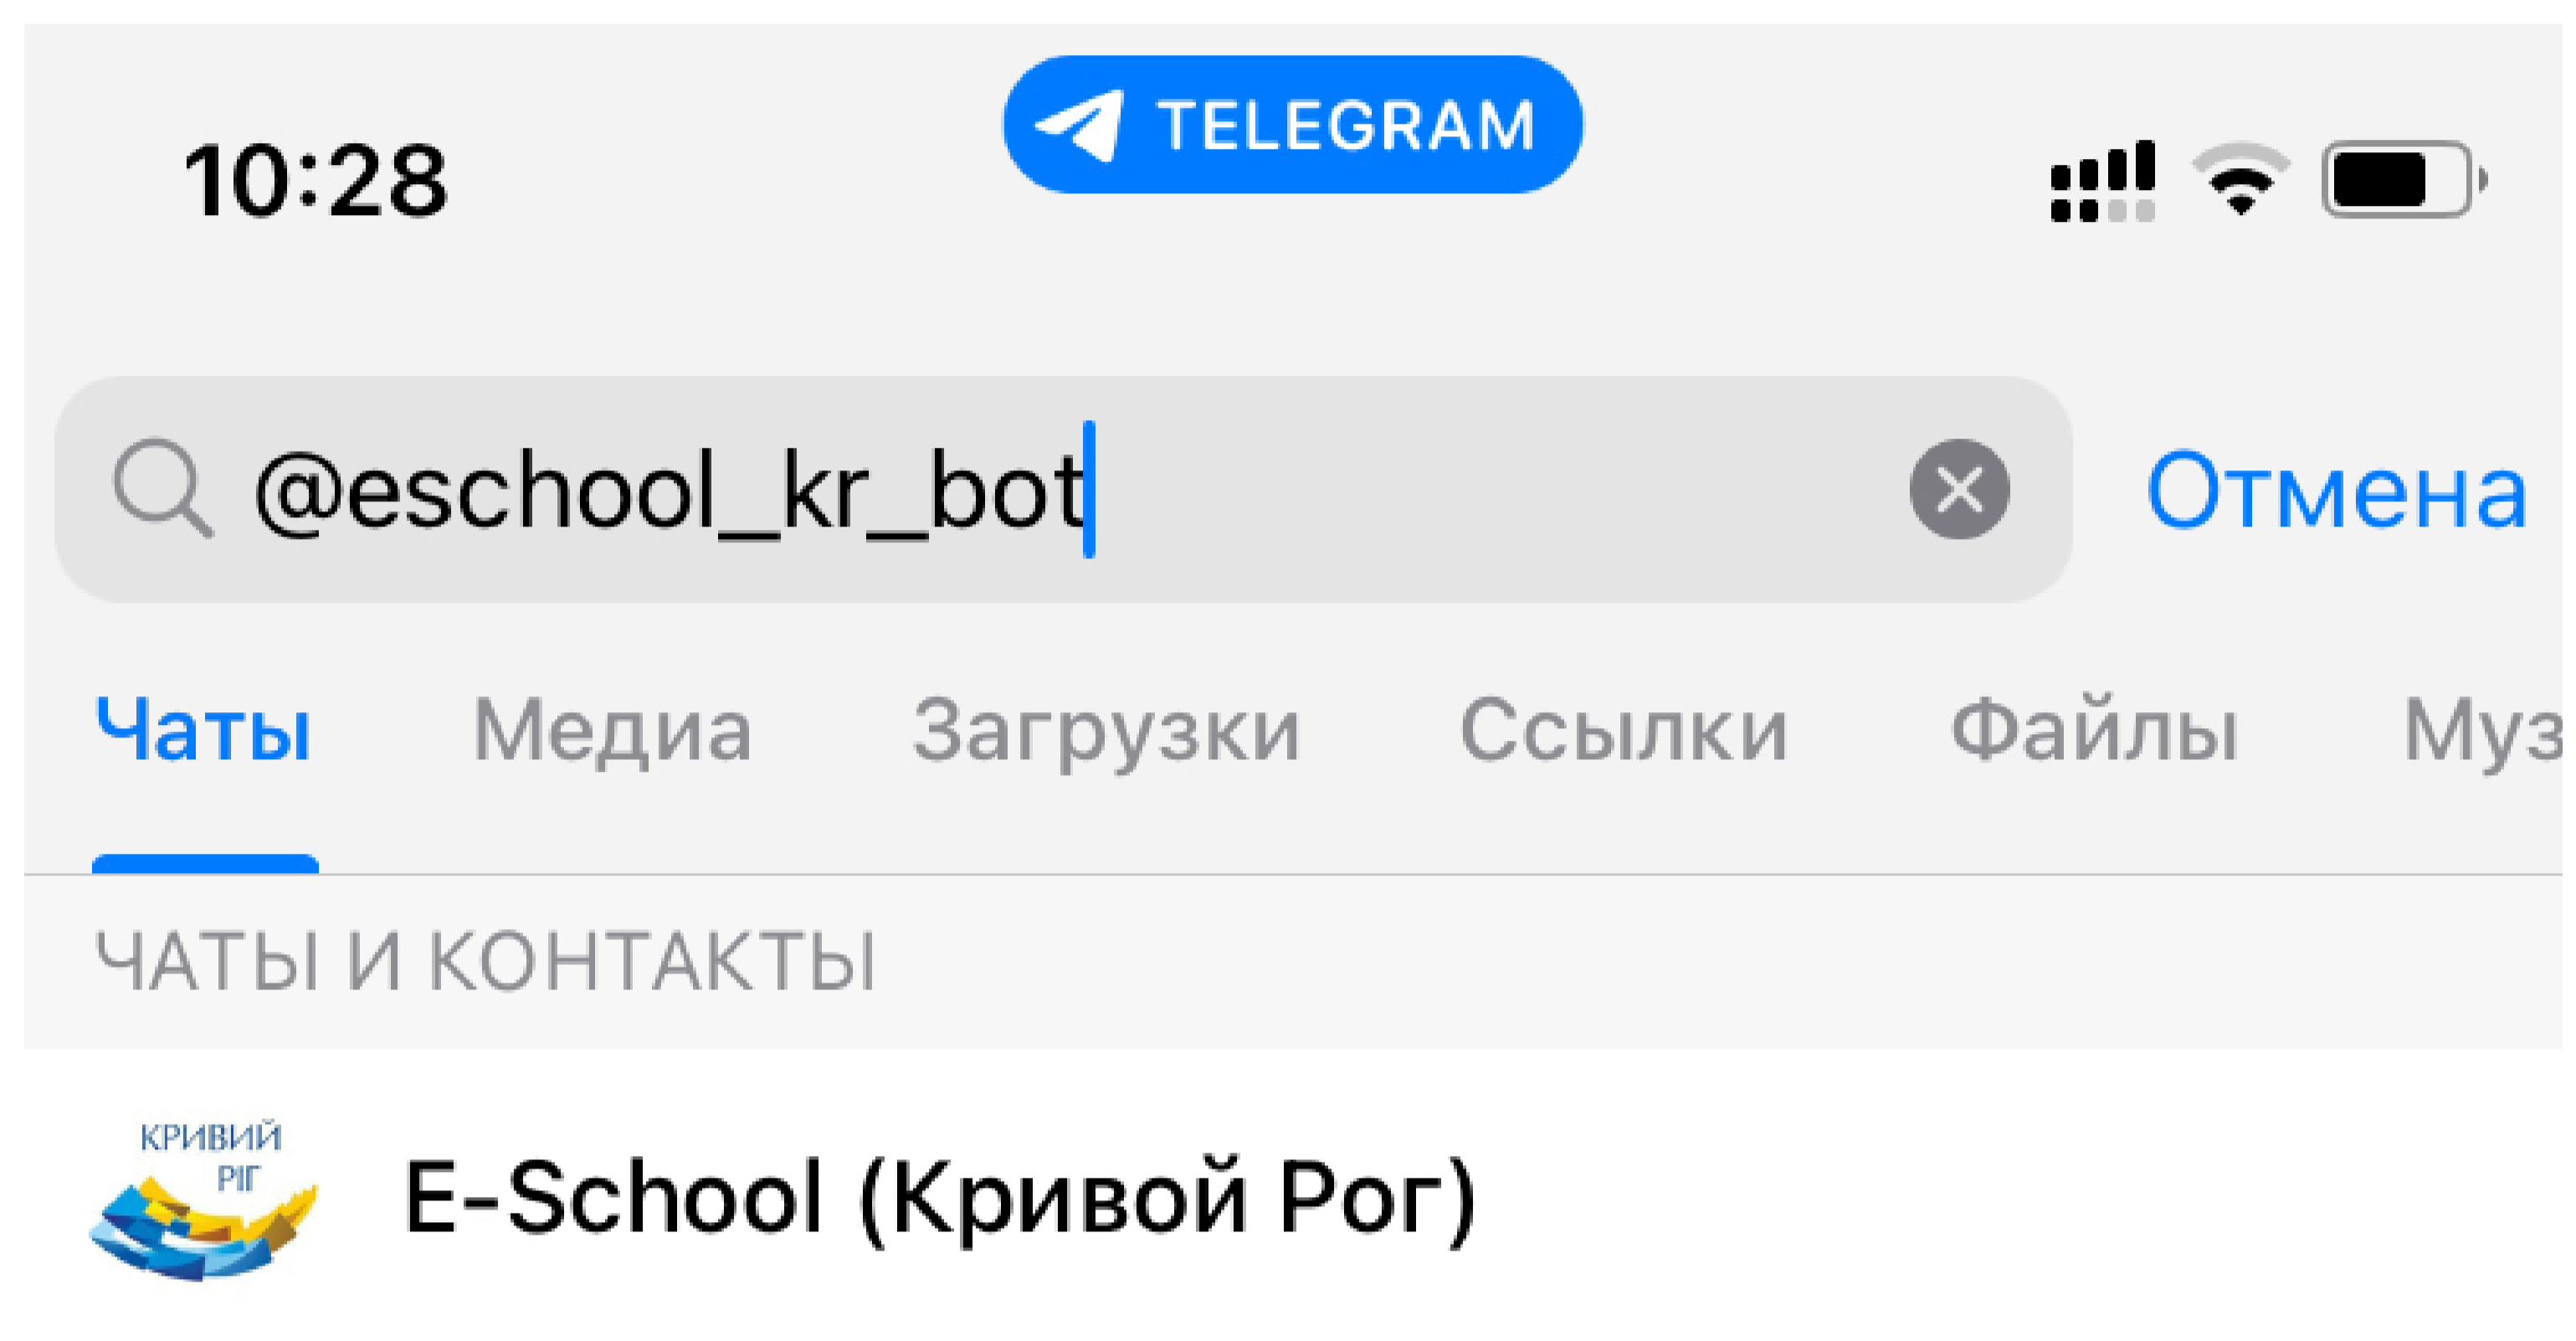 TELEGRAM
10:28
@eschool_kr_bot
Отмена
Чаты Медиа Загрузки Ссылки Файлы Муз
ЧАТЫ И КОНТАКТЫ
КРИВИЙ
РІГ
E-School (Кривой Рог)